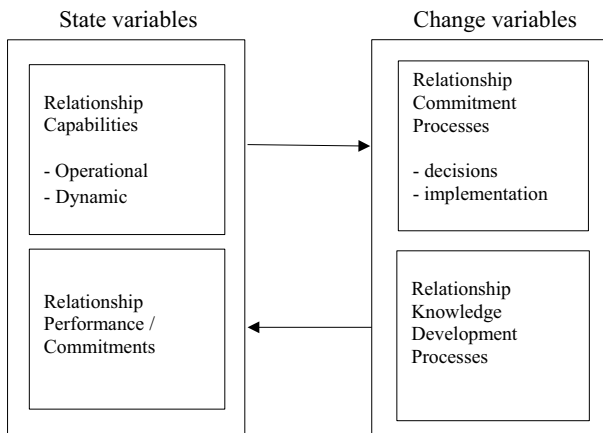 State variables
Relationship
Capabilities
- Operational
- Dynamic
Relationship
Performance /
Commitments
Change variables
Relationship
Commitment
Processes
- decisions
- implementation
Relationship
Knowledge
Development
Processes